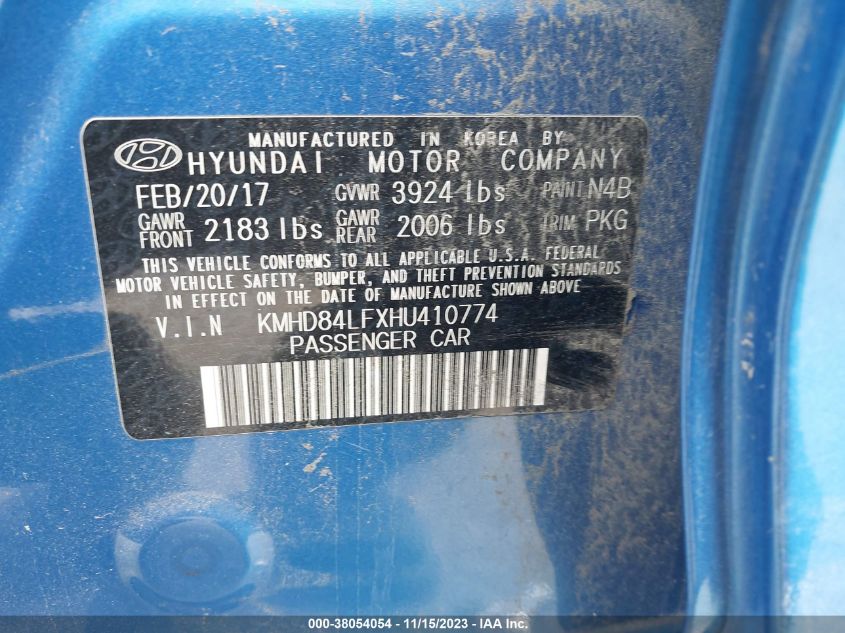 MANUFACTURED IN KOREA BY
HYUNDAI MOTOR COMPANY
FEB/20/17 GVWR 3924 lbs PAINT N4B
GAWR FRONT 2183 lbs GAWR REAR 2006 lbs TRIM PKG
THIS VEHICLE CONFORMS TO ALL APPLICABLE U.S.A. FEDERAL
MOTOR VEHICLE SAFETY, BUMPER, AND THEFT PREVENTION STANDARDS
IN EFFECT ON THE DATE OF MANUFACTURE SHOWN ABOVE
V.I.N KMHD84LFXHU410774
PASSENGER CAR
000-38054054 - 11/15/2023 - IAAI.com